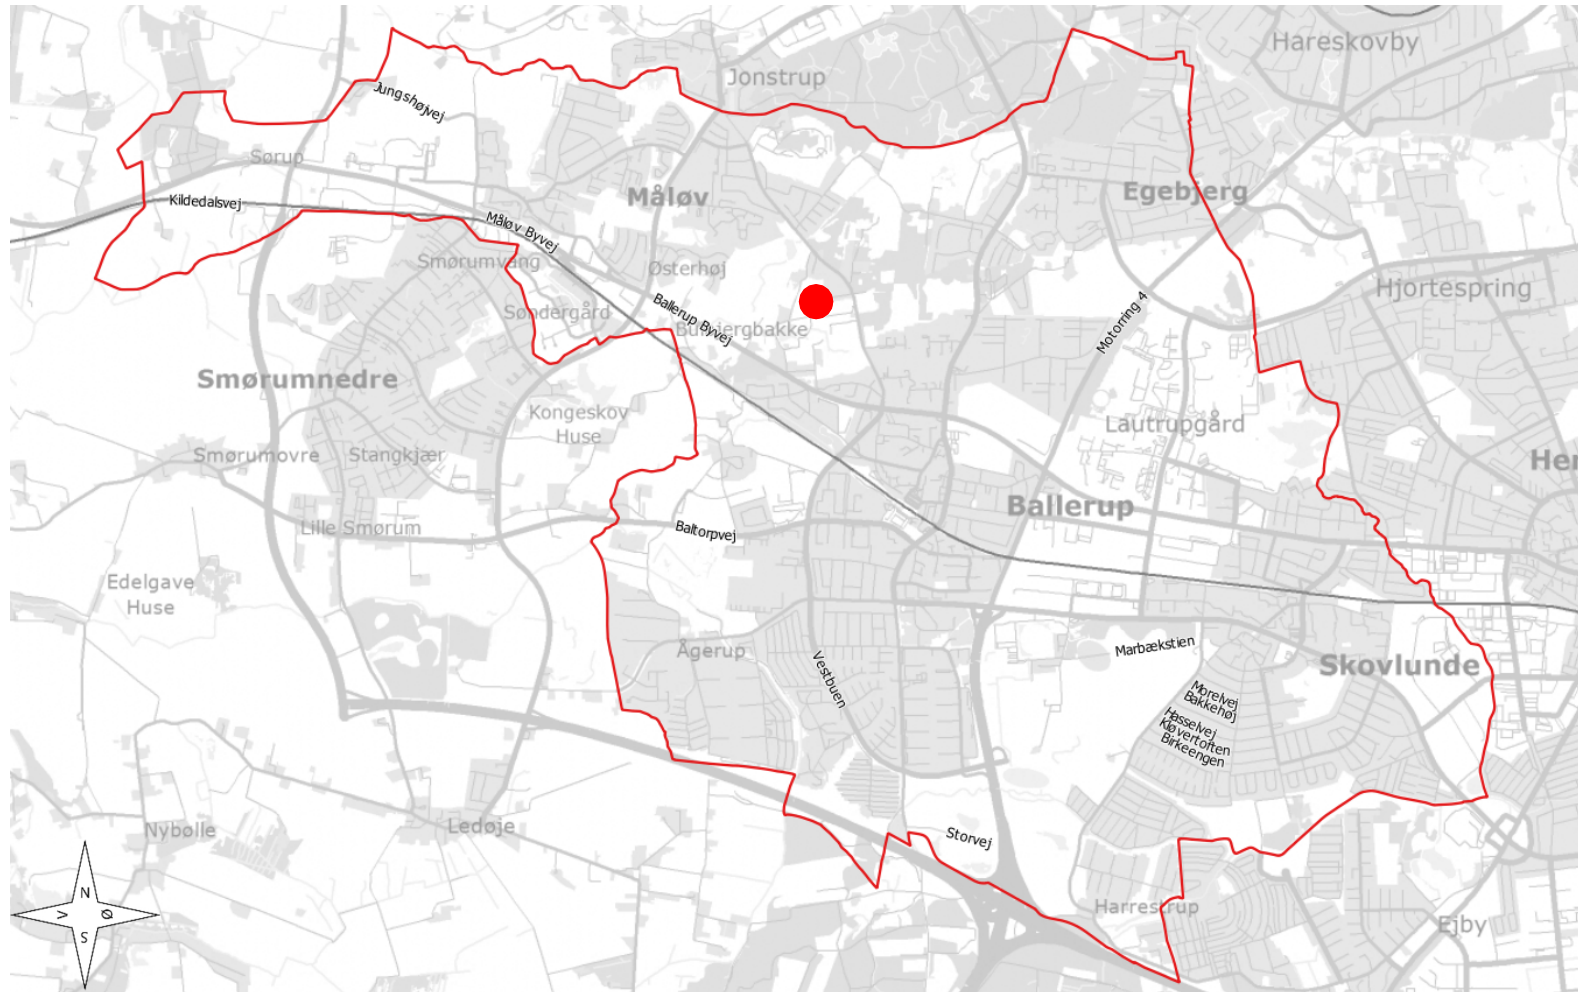 Hareskovby
Jonstrup
Jungshøjvej
Sørup
Måløv
Egebjerg
Kildedalsvej
Måløv Byvej
Smørumvang
Østerhøj
Hjortespring
Søndergård
Ballerup Byvej
Motorring 4
Smørumnedre
Kongeskov
Huse
Lautrupgård
Smørumovre
Stangkjær
Ballerup
Lille Smørum
Baltorpvej
Edelgave
Huse
Ågerup
Marbækstien
Vestbuen
Skovlunde
Morelvej
Bakkehøj
Hasselvej
Kløvertoften
Birkeengen
Nybølle
Ledøje
Storvej
Harrestrup
Ejby
N
V Ø
S